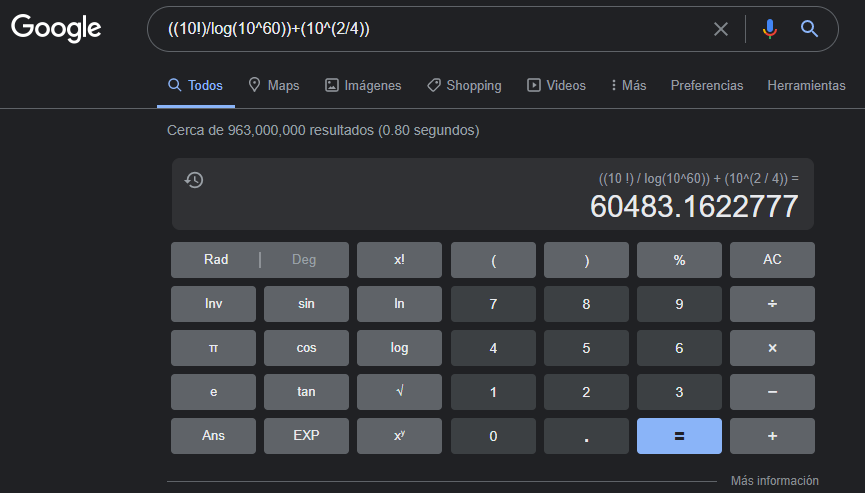 Google ((10!)/log(10^60))+(10^(2/4))
Todos Maps Imágenes Shopping Videos Más Preferencias Herramientas
Cerca de 963,000,000 resultados (0.80 segundos)
((10 !) / log(10^60)) + (10^(2 / 4)) =
60483.1622777
Rad | Deg x! ( ) % AC
Inv sin ln 7 8 9 ÷
π cos log 4 5 6 ×
e tan √ 1 2 3 −
Ans EXP xʸ 0 . = +
Más información